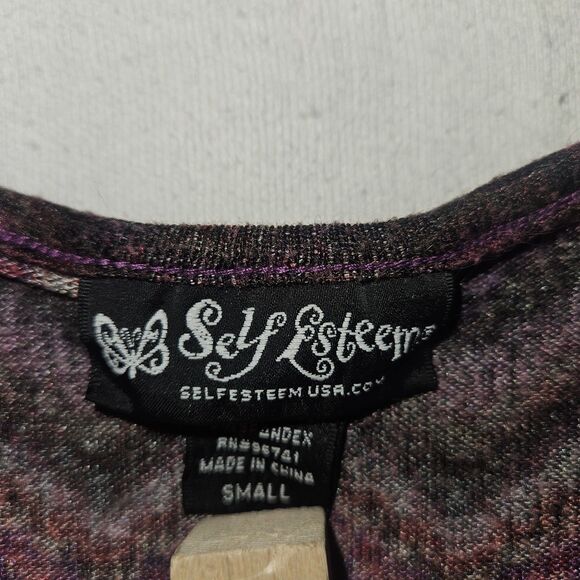 Self Esteem
SELFESTEEMUSA.COM
RN#96741
MADE IN CHINA
SMALL